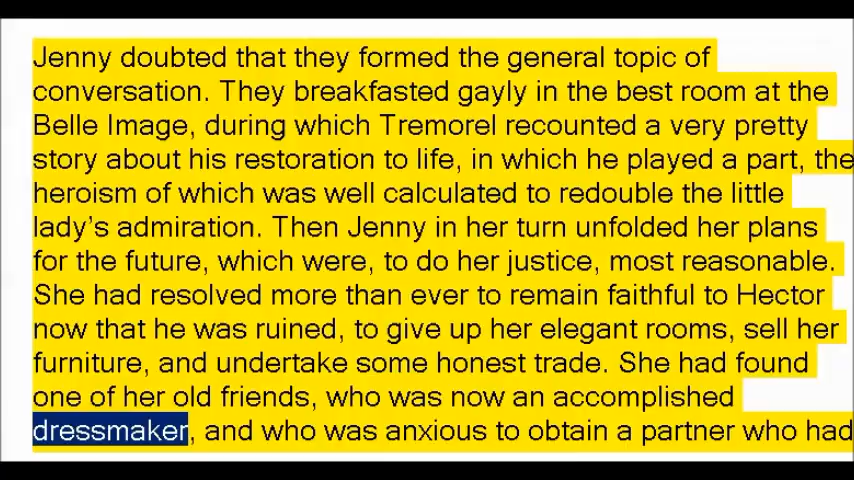 Jenny doubted that they formed the general topic of
conversation. They breakfasted gayly in the best room at the
Belle Image, during which Tremorel recounted a very pretty
story about his restoration to life, in which he played a part, the
heroism of which was well calculated to redouble the little
lady’s admiration. Then Jenny in her turn unfolded her plans
for the future, which were, to do her justice, most reasonable.
She had resolved more than ever to remain faithful to Hector
now that he was ruined, to give up her elegant rooms, sell her
furniture, and undertake some honest trade. She had found
one of her old friends, who was now an accomplished
dressmaker, and who was anxious to obtain a partner who had